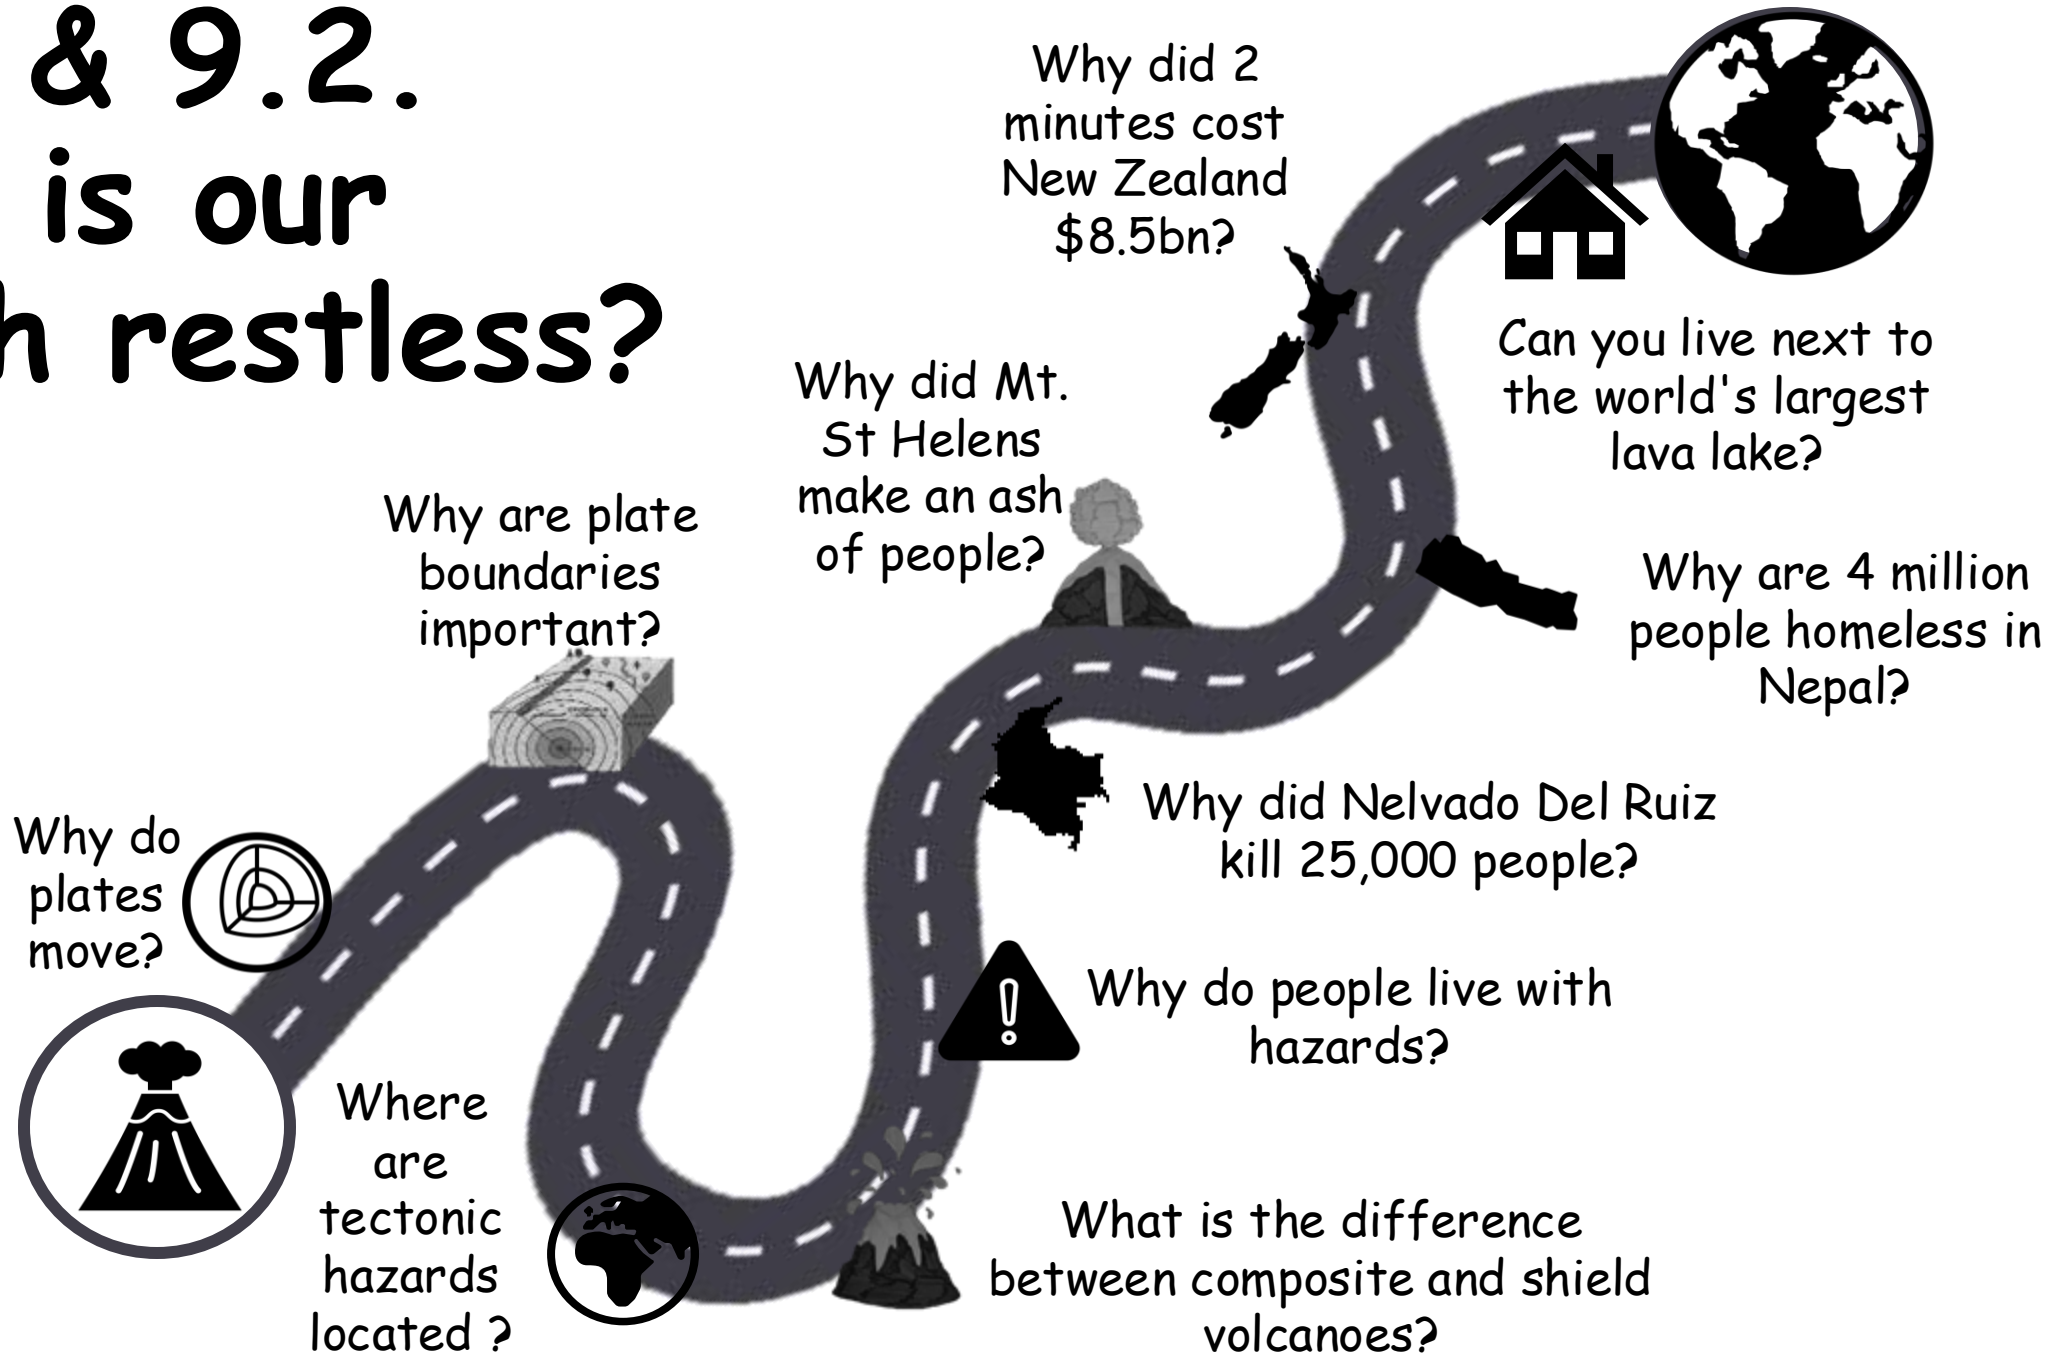 & 9.2.
is our
h restless?
Why did 2
minutes cost
New Zealand
$8.5bn?
Can you live next to
the world's largest
lava lake?
Why did Mt.
St Helens
make an ash
of people?
Why are plate
boundaries
important?
Why are 4 million
people homeless in
Nepal?
Why did Nelvado Del Ruiz
kill 25,000 people?
Why do
plates
move?
Why do people live with
hazards?
Where
are
tectonic
hazards
located ?
What is the difference
between composite and shield
volcanoes?